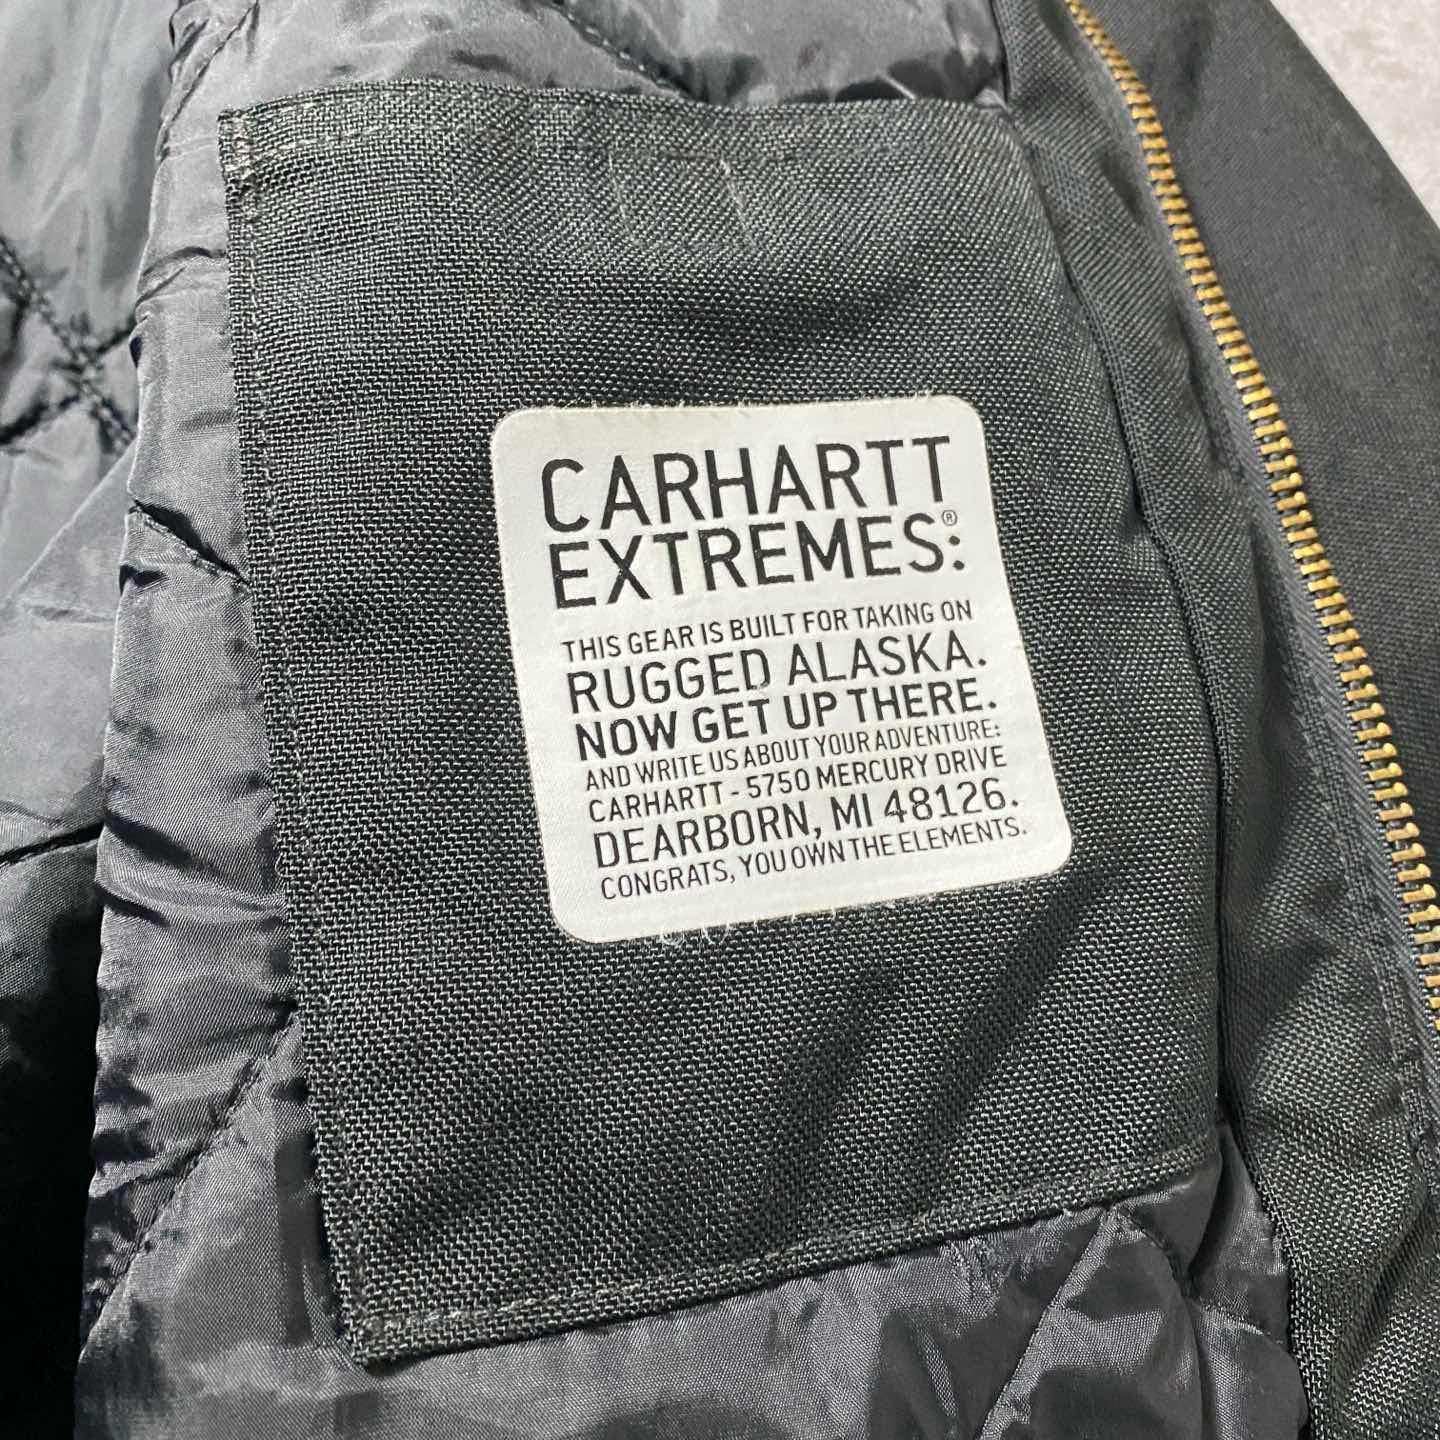 CARHARTT
EXTREMES®:
THIS GEAR IS BUILT FOR TAKING ON
RUGGED ALASKA.
NOW GET UP THERE.
AND WRITE US ABOUT YOUR ADVENTURE:
CARHARTT - 5750 MERCURY DRIVE
DEARBORN, MI 48126.
CONGRATS, YOU OWN THE ELEMENTS.